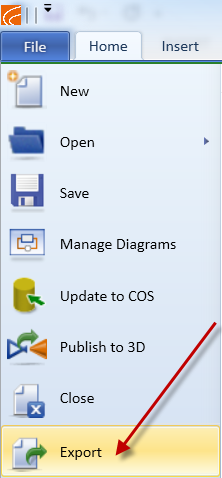 File Home Insert
New
Open
Save
Manage Diagrams
Update to COS
Publish to 3D
Close
Export